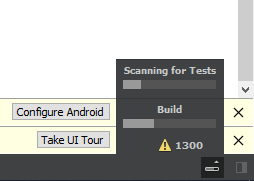 Scanning for Tests
Configure Android
Build
Take UI Tour
1300